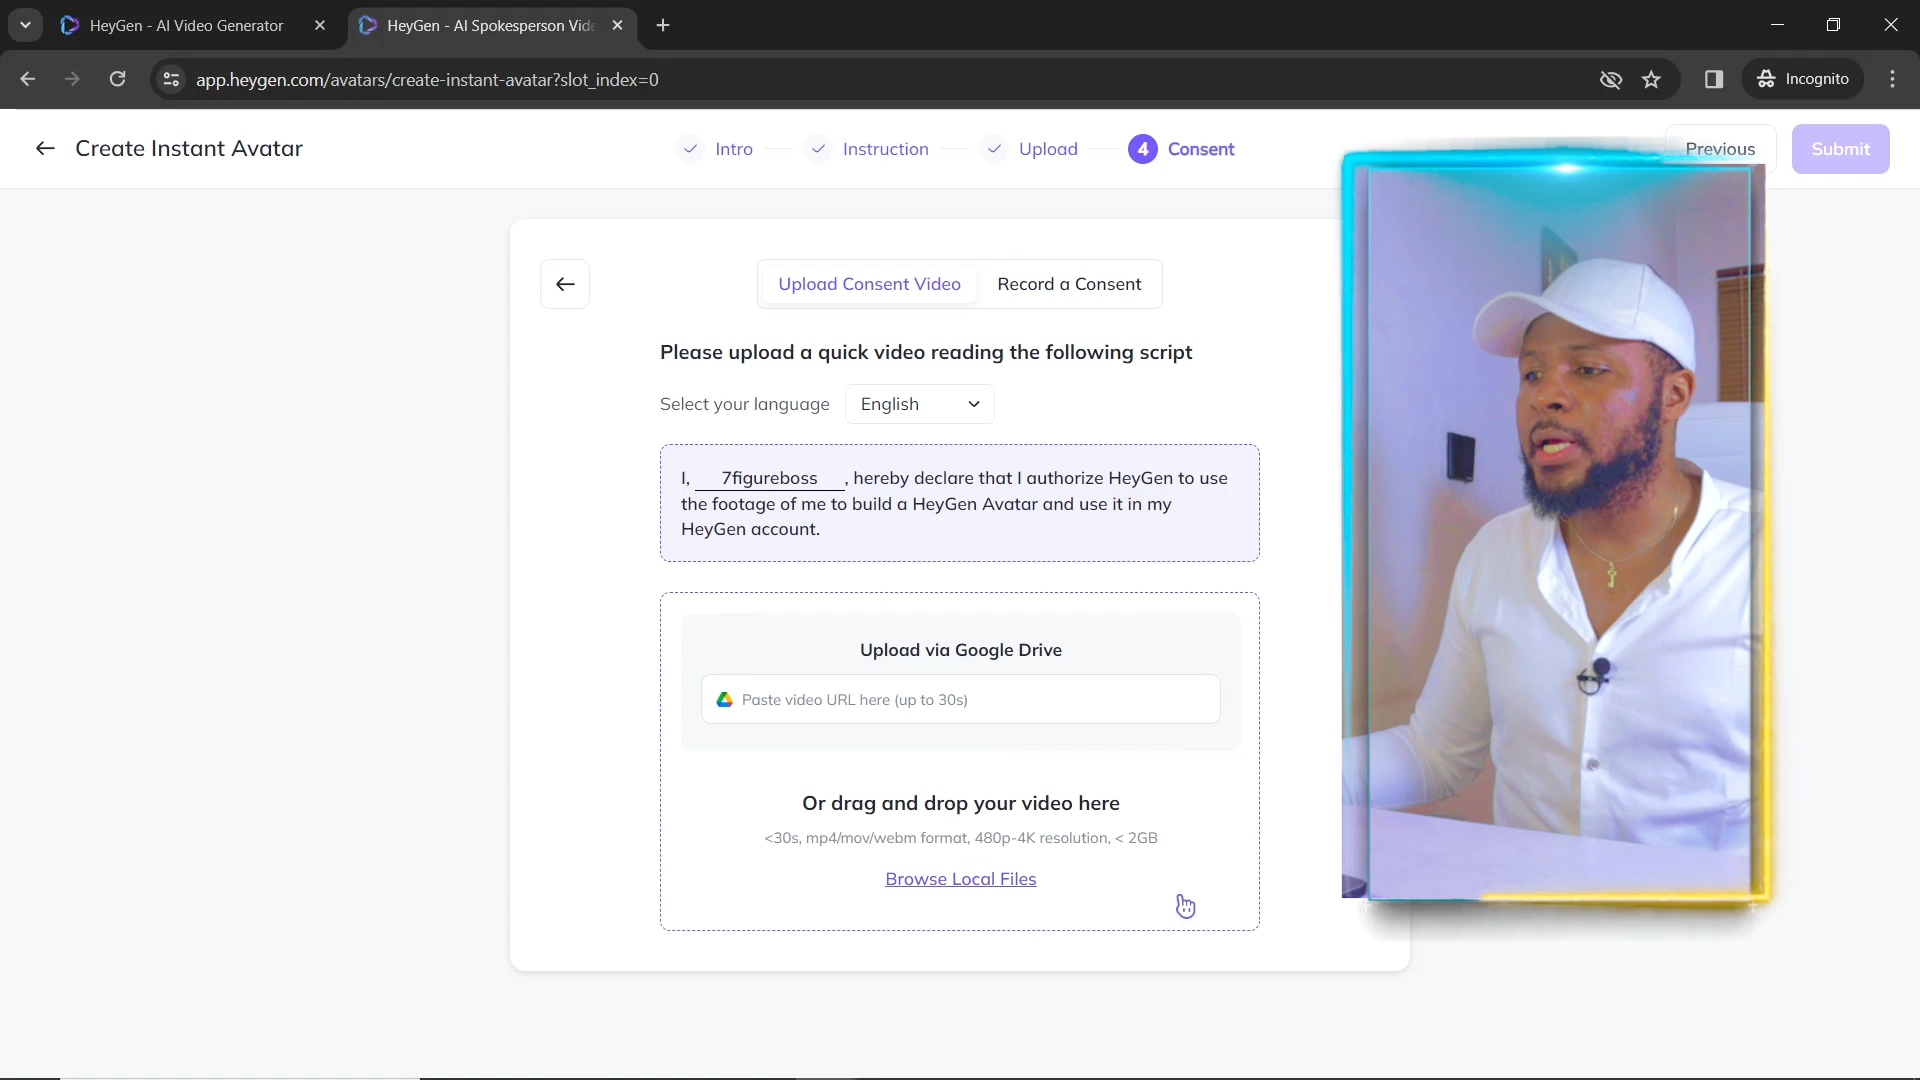 HeyGen - AI Video Generator
HeyGen - AI Spokesperson Vide
app.heygen.com/avatars/create-instant-avatar?slot_index=0
Incognito
Create Instant Avatar
Intro
Instruction
Upload
4 Consent
Previous
Submit
Upload Consent Video
Record a Consent
Please upload a quick video reading the following script
Select your language
English
I, 7figureboss, hereby declare that I authorize HeyGen to use
the footage of me to build a HeyGen Avatar and use it in my
HeyGen account.
Upload via Google Drive
Paste video URL here (up to 30s)
Or drag and drop your video here
<30s, mp4/mov/webm format, 480p-4K resolution, < 2GB
Browse Local Files